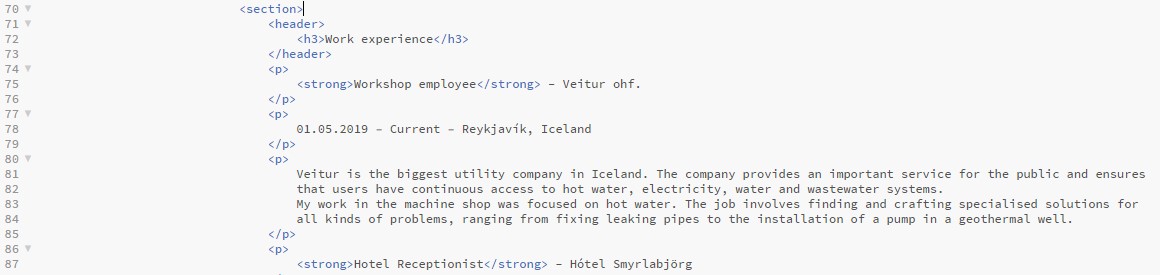 70 <section>
71 <header>
72 <h3>Work experience</h3>
73 </header>
74 <p>
75 <strong>Workshop employee</strong> – Veitur ohf.
76 </p>
77 <p>
78 01.05.2019 – Current – Reykjavík, Iceland
79 </p>
80 <p>
81 Veitur is the biggest utility company in Iceland. The company provides an important service for the public and ensures
82 that users have continuous access to hot water, electricity, water and wastewater systems.
83 My work in the machine shop was focused on hot water. The job involves finding and crafting specialised solutions for
84 all kinds of problems, ranging from fixing leaking pipes to the installation of a pump in a geothermal well.
85 </p>
86 <p>
87 <strong>Hotel Receptionist</strong> – Hótel Smyrlabjörg